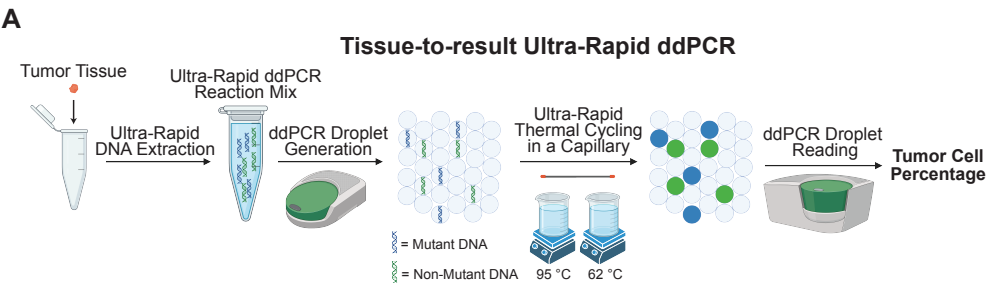 A
Tissue-to-result Ultra-Rapid ddPCR
Tumor Tissue
Ultra-Rapid
DNA Extraction
Ultra-Rapid ddPCR
Reaction Mix
ddPCR Droplet
Generation
= Mutant DNA
= Non-Mutant DNA
Ultra-Rapid
Thermal Cycling
in a Capillary
95 °C
62 °C
ddPCR Droplet
Reading
Tumor Cell
Percentage